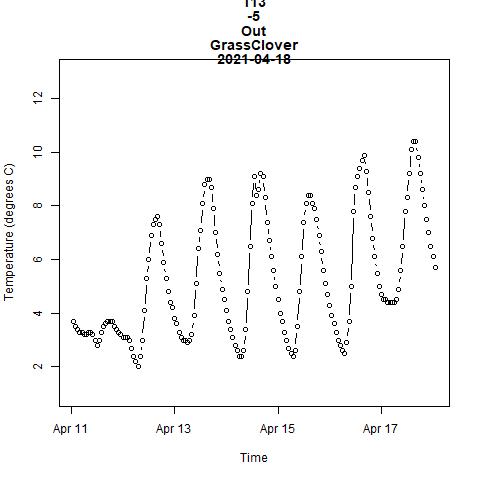 113
-5
Out
GrassClover
2021-04-18
Temperature (degrees C)
12
10
8
6
4
2
Apr 11
Apr 13
Apr 15
Apr 17
Time